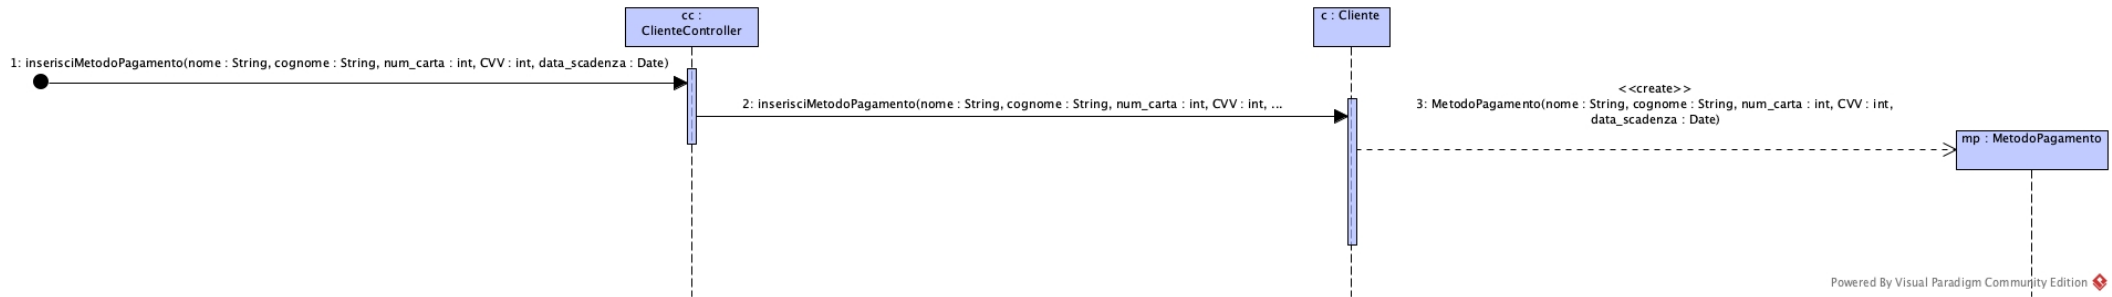 cc :
ClienteController
c : Cliente
1: inserisciMetodoPagamento(nome : String, cognome : String, num_carta : int, CVV : int, data_scadenza : Date)
2: inserisciMetodoPagamento(nome : String, cognome : String, num_carta : int, CVV : int, ...
<<create>>
3: MetodoPagamento(nome : String, cognome : String, num_carta : int, CVV : int,
data_scadenza : Date)
mp : MetodoPagamento
Powered By Visual Paradigm Community Edition